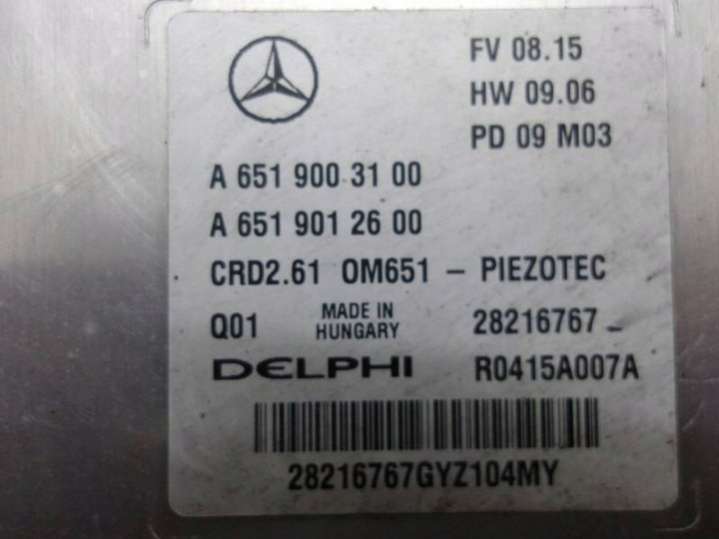 FV 08.15
HW 09.06
PD 09 M03
A 651 900 31 00
A 651 901 26 00
CRD2.61 OM651 - PIEZOTEC
Q01 MADE IN HUNGARY 28216767
DELPHI R0415A007A
28216767GYZ104MY